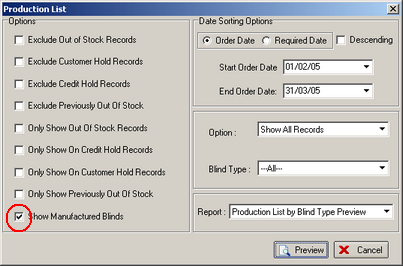 Production List
Options
Exclude Out of Stock Records
Exclude Customer Hold Records
Exclude Credit Hold Records
Exclude Previously Out Of Stock
Only Show Out Of Stock Records
Only Show On Credit Hold Records
Only Show On Customer Hold Records
Only Show Previously Out Of Stock
Show Manufactured Blinds
Date Sorting Options
Order Date Required Date Descending
Start Order Date 01/02/05
End Order Date: 31/03/05
Option : Show All Records
Blind Type : ---All---
Report : Production List by Blind Type Preview
Preview Cancel